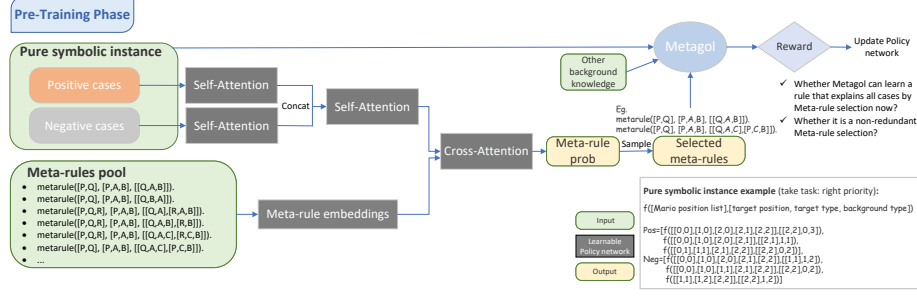 Pre-Training Phase
Pure symbolic instance
Positive cases
Negative cases
Self-Attention
Self-Attention
Concat
Self-Attention
Meta-rules pool
• metarule([P,Q], [P,A,B], [[Q,A,B]]).
• metarule([P,Q], [P,A,B], [[Q,B,A]]).
• metarule([P,Q,R], [P,A,B], [[Q,A],[R,A,B]]).
• metarule([P,Q,R], [P,A,B], [[Q,A,B],[R,B]]).
• metarule([P,Q,R], [P,A,B], [[Q,A,C],[R,C,B]]).
• metarule([P,Q], [P,A,B], [[Q,A,C],[P,C,B]]).
• ...
Meta-rule embeddings
Cross-Attention
Meta-rule
prob
Sample
Selected
meta-rules
Eg.
metarule([P,Q], [P,A,B], [[Q,A,B]]).
metarule([P,Q], [P,A,B], [[Q,A,C],[P,C,B]]).
Other
background
knowledge
Metagol
Reward
Update Policy
network
✓ Whether Metagol can learn a
rule that explains all cases by
Meta-rule selection now?
✓ Whether it is a non-redundant
Meta-rule selection?
Input
Learnable
Policy network
Output
Pure symbolic instance example (take task: right priority):
f([Mario position list],[target position, target type, background type])
Pos=[f([[0,0],[1,0],[2,0],[2,1],[2,2]],[[2,2],0,3]),
f([[0,0],[1,0],[2,0],[2,1]],[[2,1],1,1]),
f([[0,1],[1,1],[2,1],[2,2]],[[2,2],0,2])].
Neg=[f([[0,0],[1,0],[2,0],[2,1],[2,2]],[[1,1],1,2]),
f([[0,0],[1,0],[1,1],[2,1],[2,2]],[[2,2],0,2]),
f([[1,1],[1,2],[2,2]],[[2,2],1,2])]